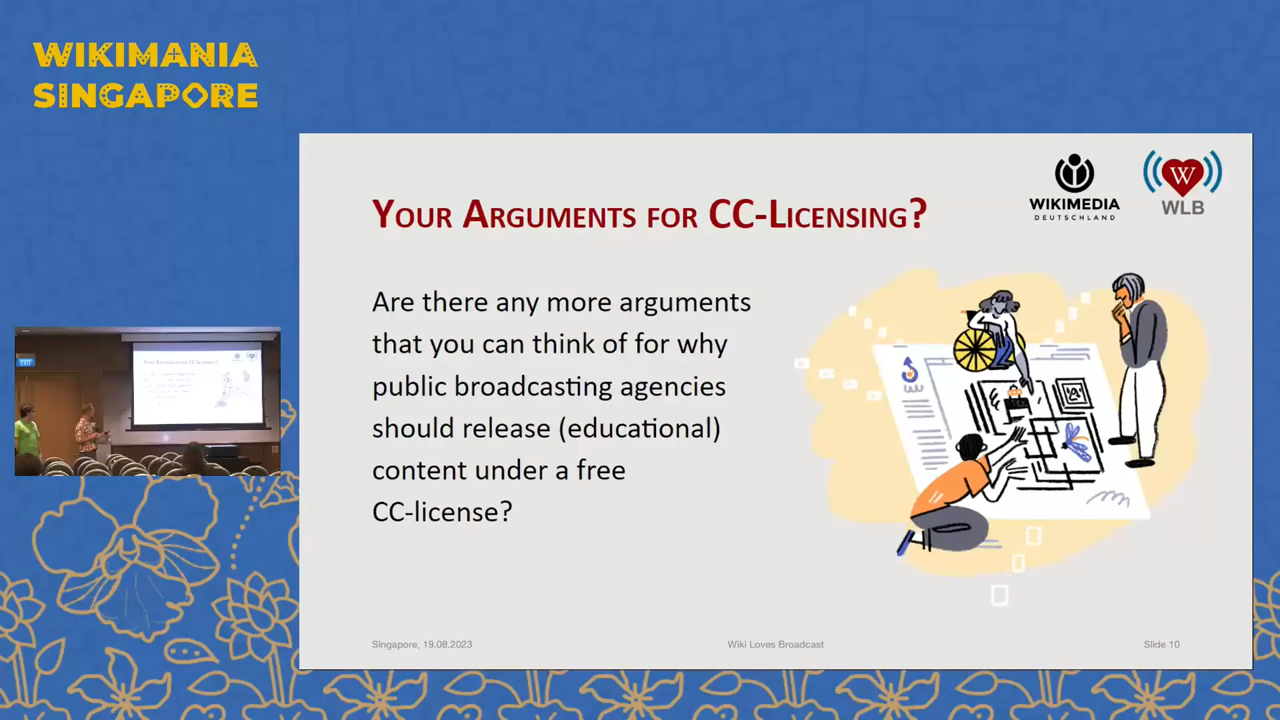 WIKIMANIA
SINGAPORE
YOUR ARGUMENTS FOR CC-LICENSING?
WIKIMEDIA
DEUTSCHLAND
W
WLB
Are there any more arguments
that you can think of for why
public broadcasting agencies
should release (educational)
content under a free
CC-license?
EXIT
Singapore, 19.08.2023
Wiki Loves Broadcast
Slide 10